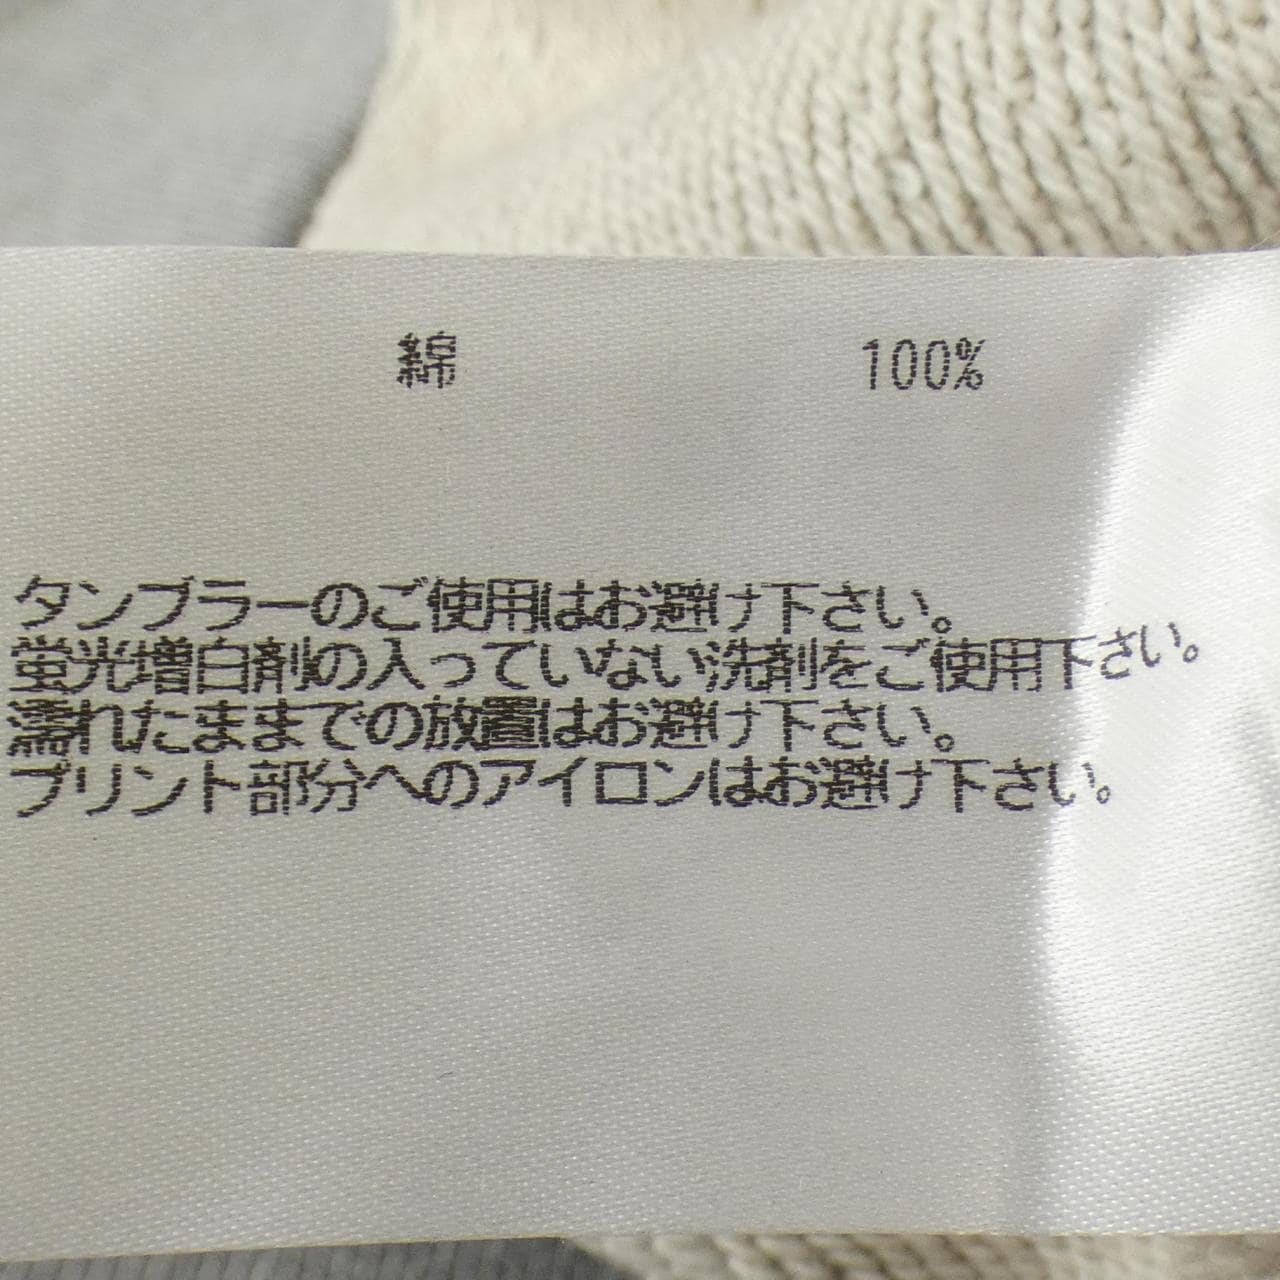 綿 100%
タンブラーのご使用はお避け下さい。
蛍光増白剤の入っていない洗剤をご使用下さい。
濡れたままでの放置はお避け下さい。
プリント部分へのアイロンはお避け下さい。